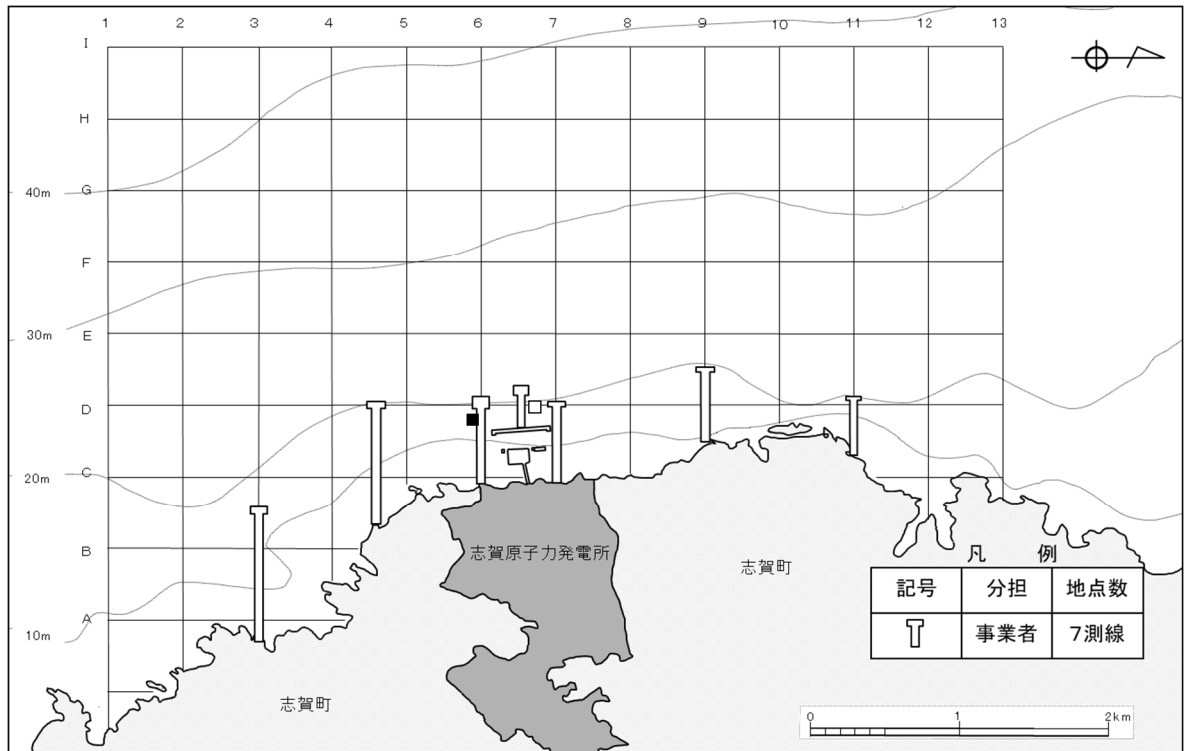 1 2 3 4 5 6 7 8 9 10 11 12 13
I
H
40m G
F
30m E
D
20m C
B
10m A
志賀原子力発電所
志賀町
志賀町
凡 例
記号 分担 地点数
事業者 7測線
0 1 2km